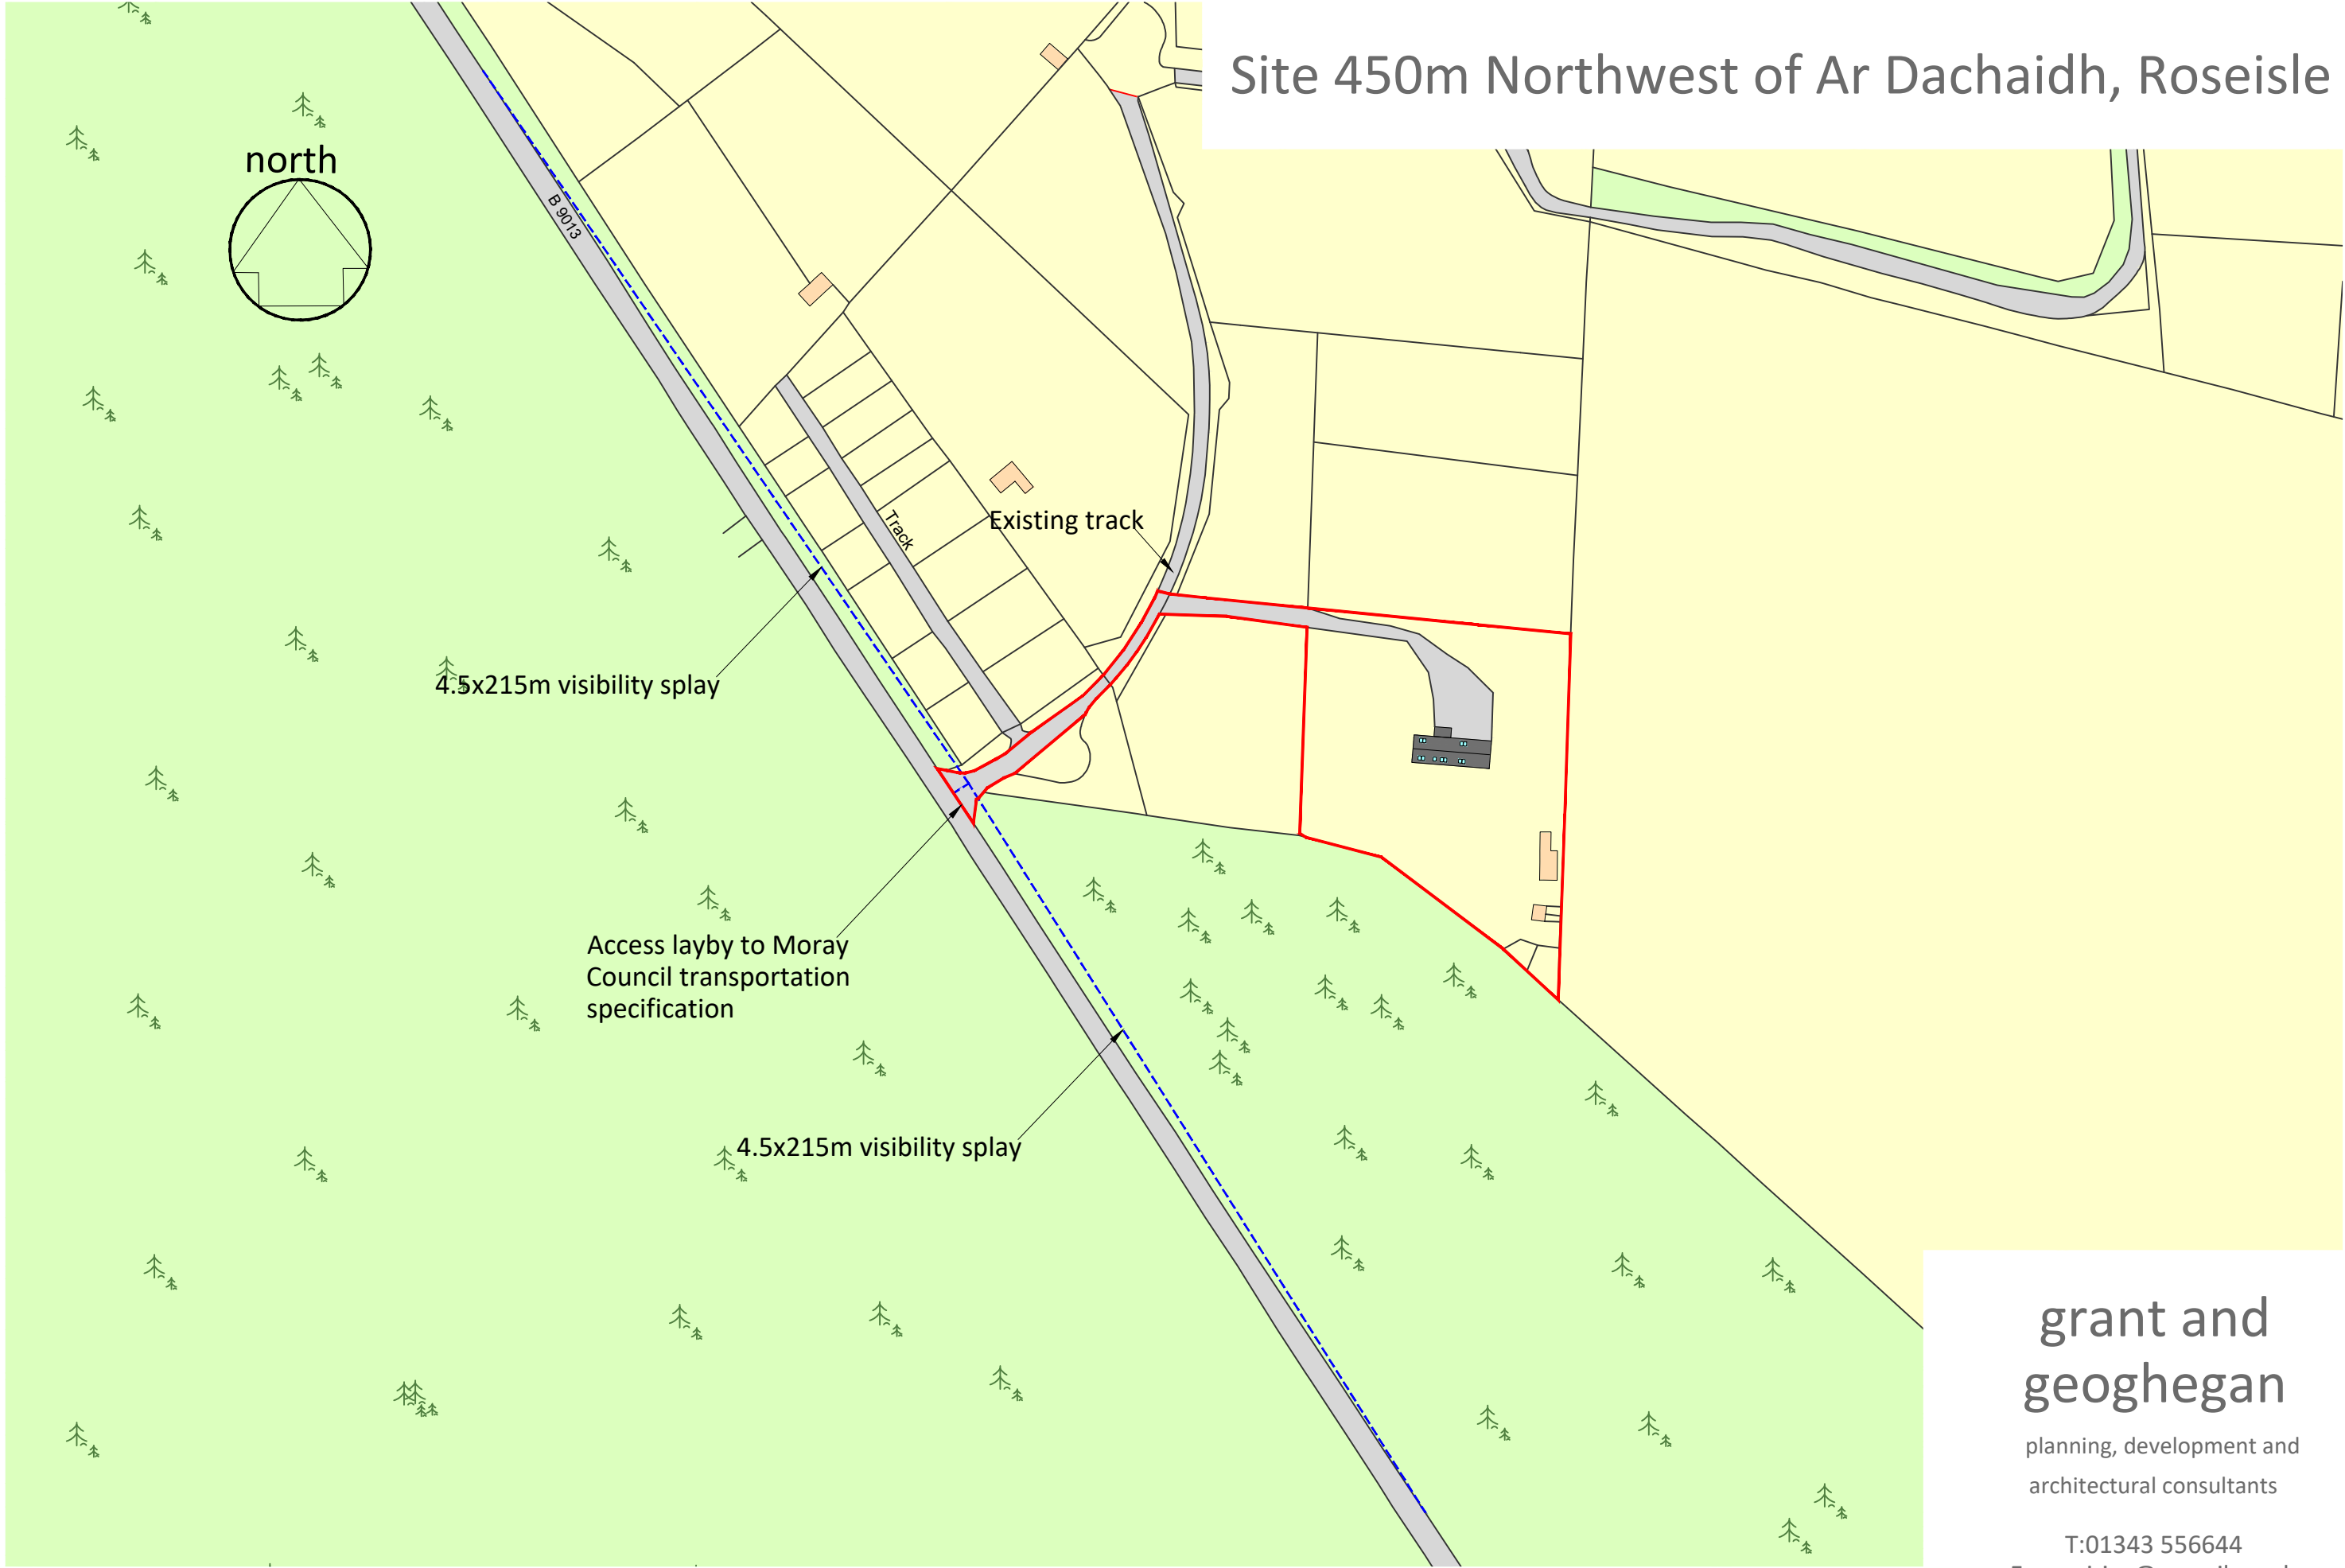 Site 450m Northwest of Ar Dachaidh, Roseisle
north
B 9013
Existing track
Track
4.5x215m visibility splay
Access layby to Moray
Council transportation
specification
4.5x215m visibility splay
grant and
geoghegan
planning, development and
architectural consultants
T:01343 556644